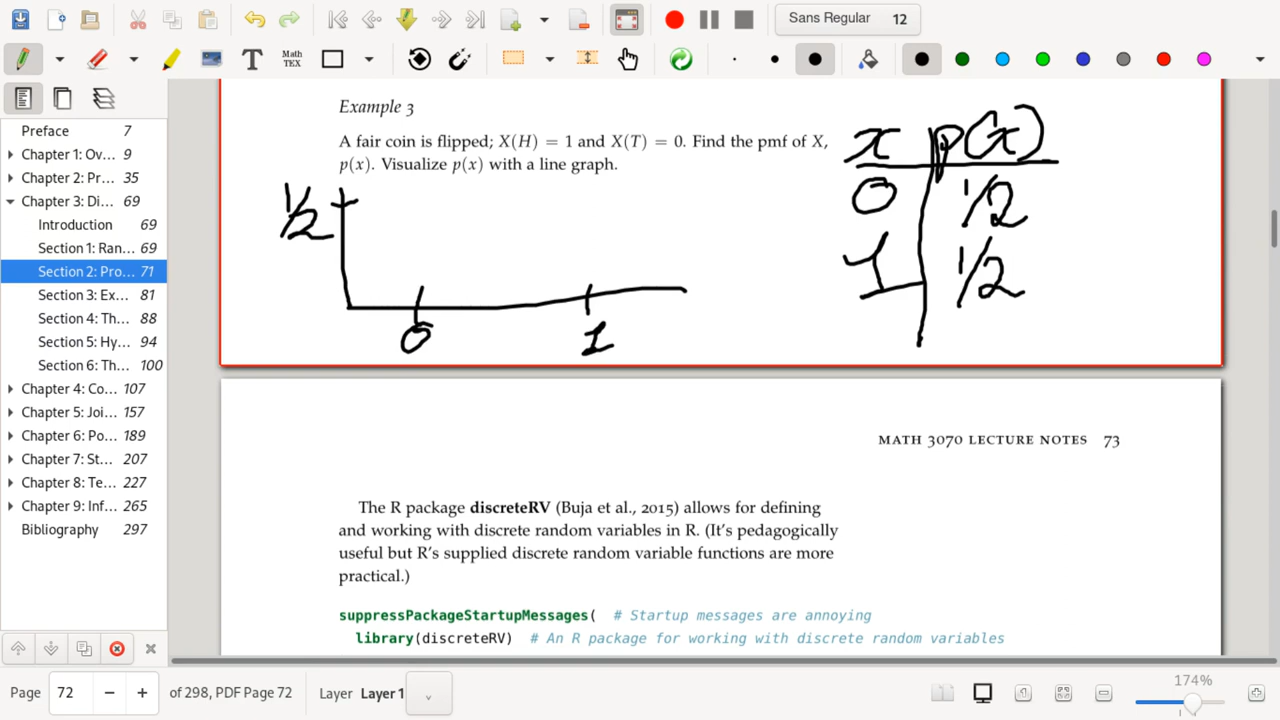 Sans Regular 12
Math TEX
Preface 7
Chapter 1: Ov... 9
Chapter 2: Pr... 35
Chapter 3: Di... 69
Introduction 69
Section 1: Ran... 69
Section 2: Pro... 71
Section 3: Ex... 81
Section 4: Th... 88
Section 5: Hy... 94
Section 6: Th... 100
Chapter 4: Co... 107
Chapter 5: Joi... 157
Chapter 6: Po... 189
Chapter 7: St... 207
Chapter 8: Te... 227
Chapter 9: Inf... 265
Bibliography 297
Example 3
A fair coin is flipped; X(H) = 1 and X(T) = 0. Find the pmf of X,
p(x). Visualize p(x) with a line graph.
1/2
0 1
x p(x)
0 1/2
1 1/2
MATH 3070 LECTURE NOTES 73
The R package discreteRV (Buja et al., 2015) allows for defining
and working with discrete random variables in R. (It's pedagogically
useful but R's supplied discrete random variable functions are more
practical.)
suppressPackageStartupMessages( # Startup messages are annoying
library(discreteRV) # An R package for working with discrete random variables
Page 72 of 298, PDF Page 72 Layer Layer 1 174%